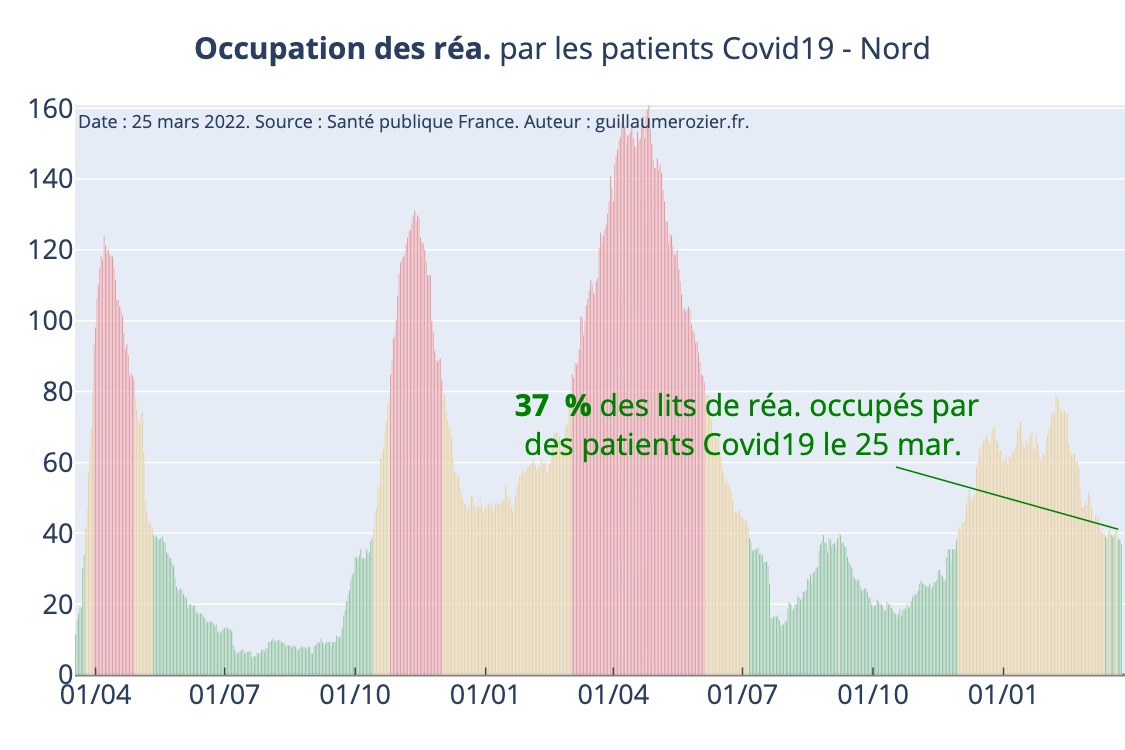 Occupation des réa. par les patients Covid19 - Nord
160
Date : 25 mars 2022. Source : Santé publique France. Auteur : guillaumerozier.fr.
140
120
100
80
37 % des lits de réa. occupés par
des patients Covid19 le 25 mar.
60
40
20
0
01/04 01/07 01/10 01/01 01/04 01/07 01/10 01/01